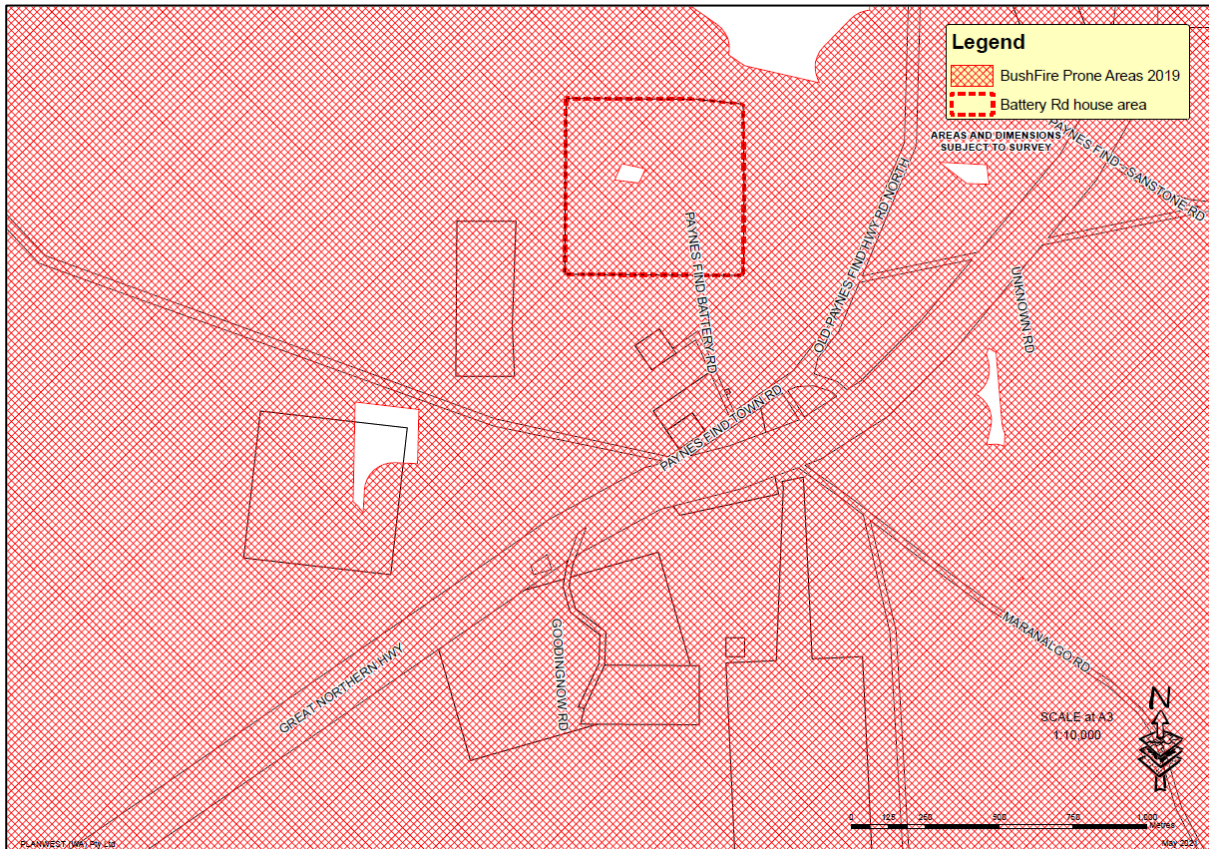 Legend
BushFire Prone Areas 2019
Battery Rd house area
AREAS AND DIMENSIONS
SUBJECT TO SURVEY
PAYNES FIND - SANSTONE RD
OLD PAYNES FIND HWY RD NORTH
PAYNES FIND BATTERY RD
UNKNOWN RD
PAYNES FIND TOWN RD
GREAT NORTHERN HWY
GOODINGNOW RD
MARANALGO RD
N
SCALE at A3
1:10,000
0 125 250 500 750 1,000
Metres
PLANWEST (WA) Pty Ltd
May 2021